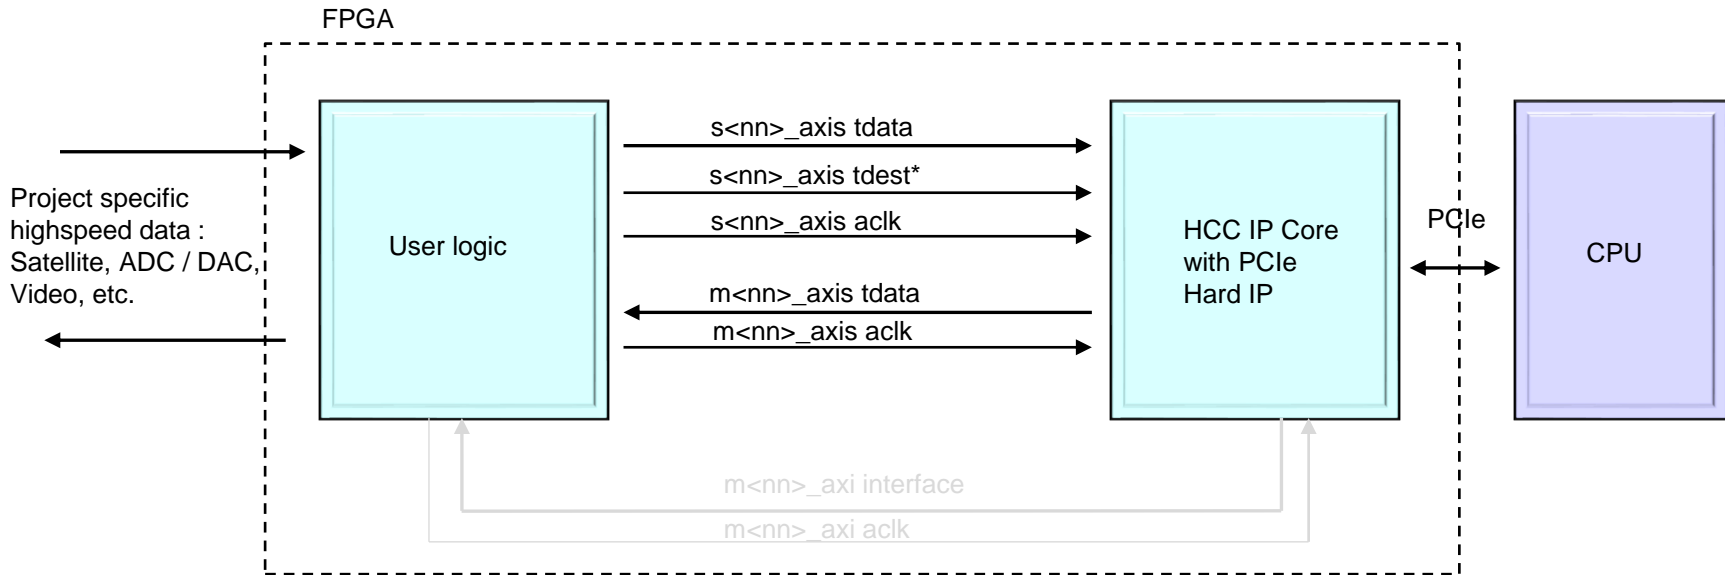 FPGA
Project specific
highspeed data :
Satellite, ADC / DAC,
Video, etc.
User logic
s<nn>_axis tdata
s<nn>_axis tdest*
s<nn>_axis aclk
m<nn>_axis tdata
m<nn>_axis aclk
HCC IP Core
with PCIe
Hard IP
PCIe
CPU
m<nn>_axi interface
m<nn>_axi aclk